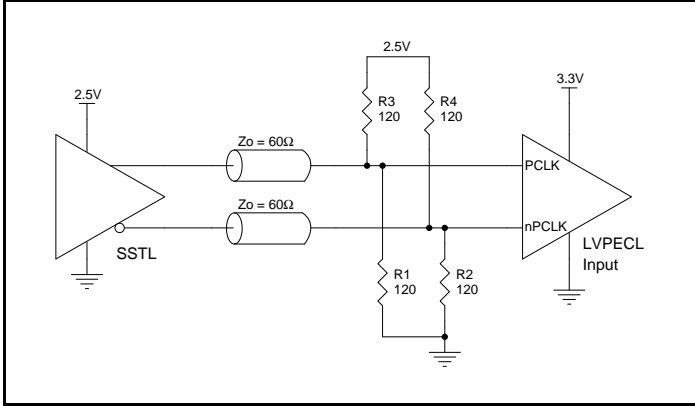 2.5V
3.3V
2.5V
R3
120
R4
120
Zo = 60Ω
PCLK
Zo = 60Ω
nPCLK
SSTL
LVPECL
Input
R1
120
R2
120